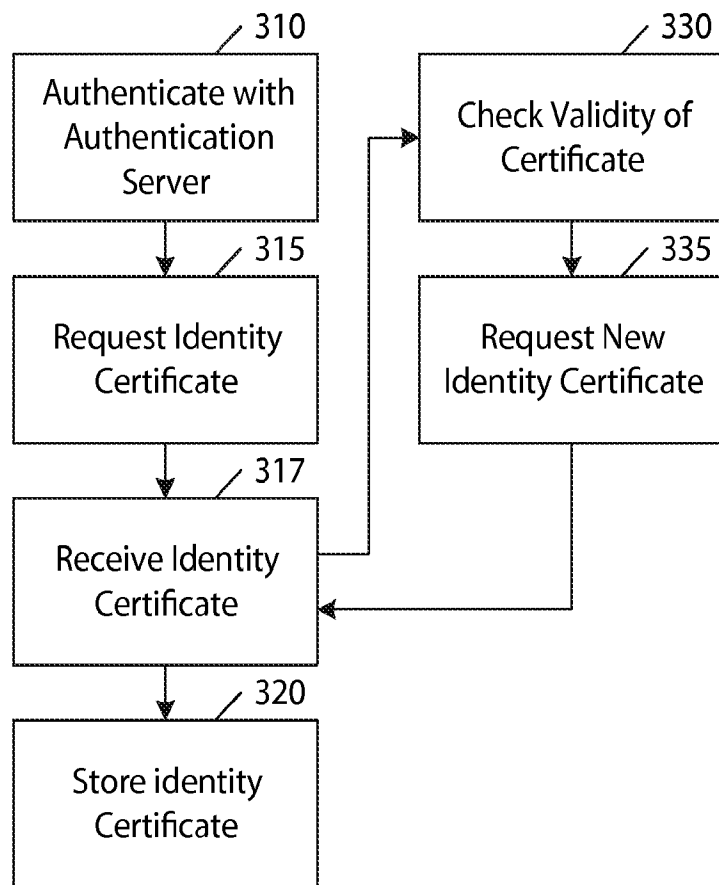 310
Authenticate with
Authentication
Server
315
Request Identity
Certificate
317
Receive Identity
Certificate
320
Store identity
Certificate
330
Check Validity of
Certificate
335
Request New
Identity Certificate